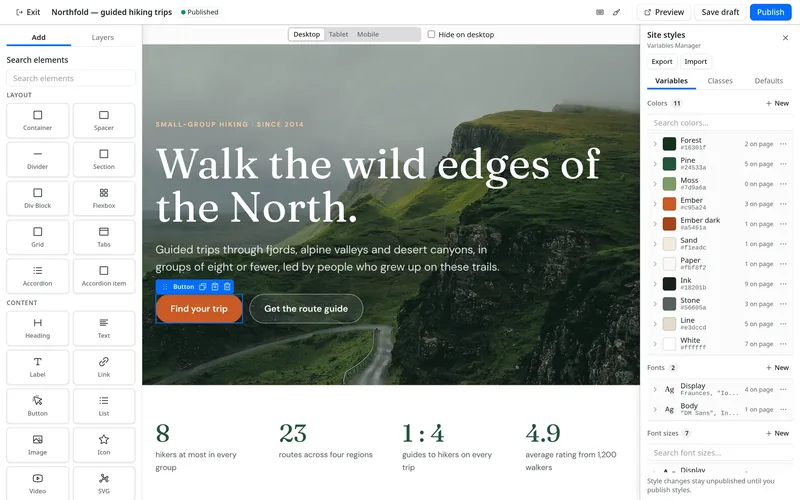 Exit
Northfold — guided hiking trips
Published
Preview
Save draft
Publish
Add
Layers
Search elements
Search elements
LAYOUT
Container
Spacer
Divider
Section
Div Block
Flexbox
Grid
Tabs
Accordion
Accordion item
CONTENT
Heading
Text
Label
Link
Button
List
Image
Icon
Video
SVG
Desktop
Tablet
Mobile
Hide on desktop
SMALL-GROUP HIKING · SINCE 2014
Walk the wild edges of
the North.
Guided trips through fjords, alpine valleys and desert canyons, in
groups of eight or fewer, led by people who grew up on these trails.
Button
Find your trip
Get the route guide
8
hikers at most in every
group
23
routes across four regions
1:4
guides to hikers on every
trip
4.9
average rating from 1,200
walkers
Site styles
Variables Manager
Export
Import
Variables
Classes
Defaults
Colors 11
+ New
Search colors...
Forest
#16301f
2 on page
Pine
#24533a
5 on page
Moss
#7d9a6a
0 on page
Ember
#c95a24
3 on page
Ember dark
#a5461a
1 on page
Sand
#f1eadc
1 on page
Paper
#fbf8f2
1 on page
Ink
#18201b
9 on page
Stone
#56605a
3 on page
Line
#e3dccd
5 on page
White
#ffffff
7 on page
Fonts 2
+ New
Ag
Display
Fraunces, "Io...
4 on page
Ag
Body
"DM Sans", In...
1 on page
Font sizes 7
+ New
Search font sizes...
Display
Style changes stay unpublished until you
publish styles.